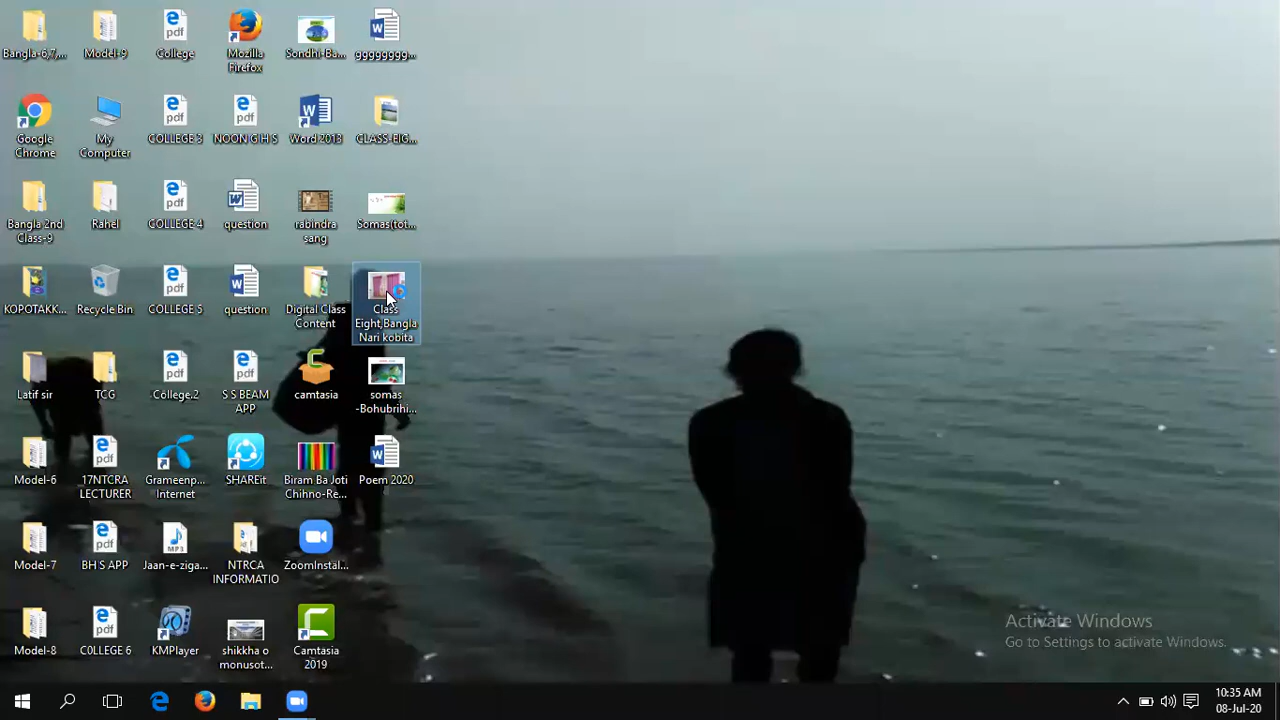 Bangla-6,7,...
Model-9
College
Mozilla
Firefox
Sondhi-Ba...
ggggggggg...
Google
Chrome
My
Computer
COLLEGE 3
NOON G H S
Word 2013
CLASS-EIG...
Bangla 2nd
Class-9
Rahel
COLLEGE 4
question
rabindra
sang
Somas(tot...
KOPOTAKK...
Recycle Bin
COLLEGE 5
question
Digital Class
Content
Class
Eight,Bangla
Nari kobita
Latif sir
TCG
College.2
S S BEAM
APP
camtasia
somas
-Bohubrihi...
Model-6
17NTCRA
LECTURER
Grameenp...
Internet
SHAREit
Biram Ba Joti
Chihno-Re...
Poem 2020
Model-7
BH S APP
Jaan-e-ziga...
NTRCA
INFORMATIO
ZoomInstal...
Model-8
C0LLEGE 6
KMPlayer
shikkha o
monusot...
Camtasia
2019
Activate Windows
Go to Settings to activate Windows.
10:35 AM
08-Jul-20